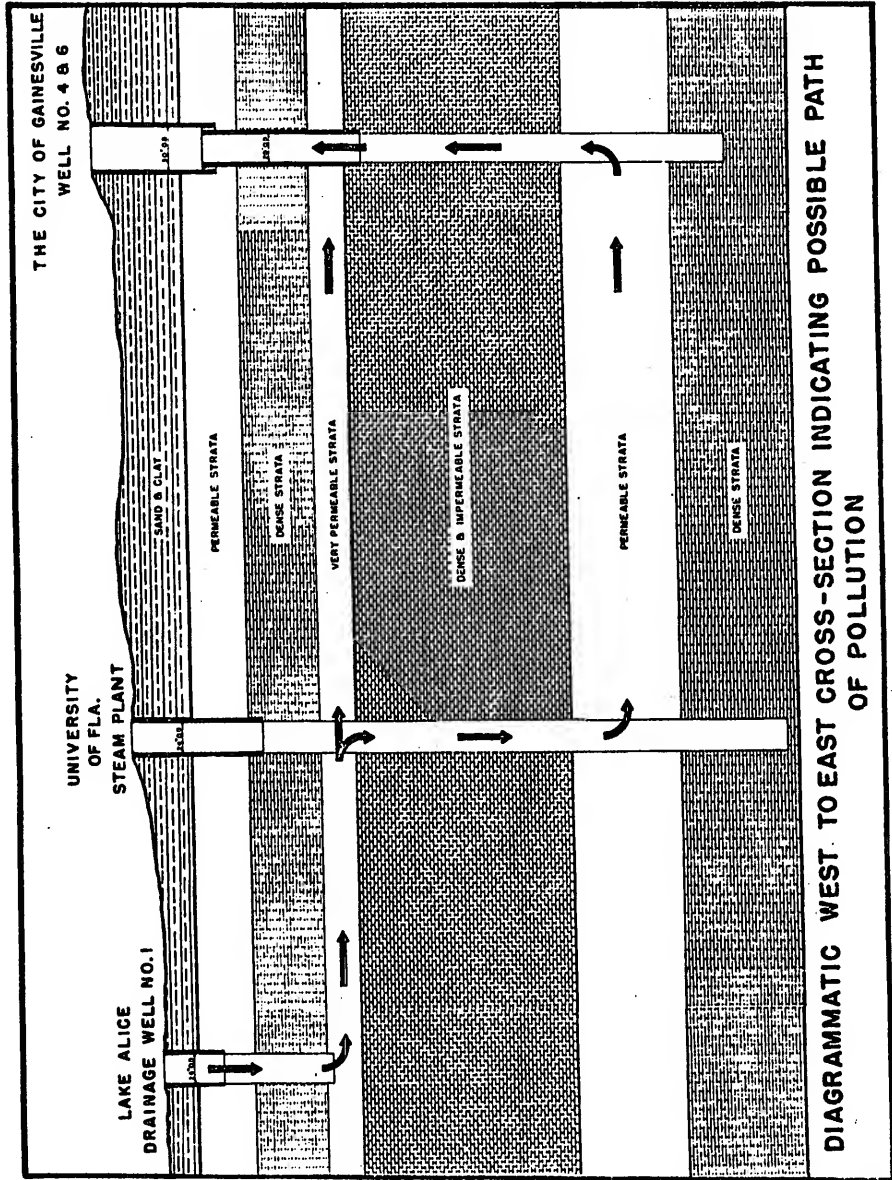 THE CITY OF GAINESVILLE
WELL NO. 4 & 6
UNIVERSITY
OF FLA.
STEAM PLANT
LAKE ALICE
DRAINAGE WELL NO.1
SAND & CLAY
PERMEABLE STRATA
DENSE STRATA
VERY PERMEABLE STRATA
DENSE & IMPERMEABLE STRATA
PERMEABLE STRATA
DENSE STRATA
DIAGRAMMATIC WEST TO EAST CROSS-SECTION INDICATING POSSIBLE PATH
OF POLLUTION